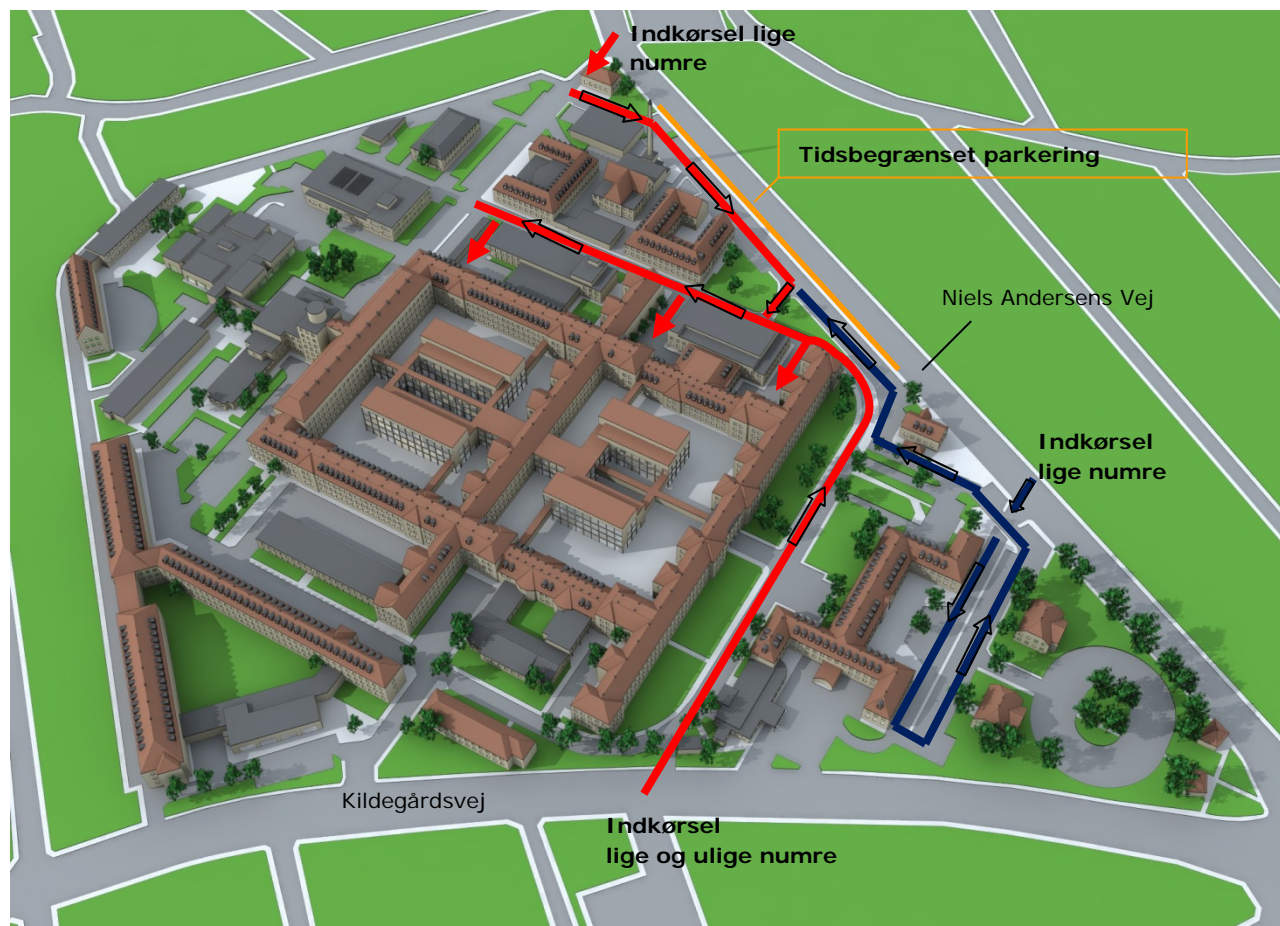 Indkørsel lige
numre
Tidsbegrænset parkering
Niels Andersens Vej
Indkørsel
lige numre
Kildegårdsvej
Indkørsel
lige og ulige numre